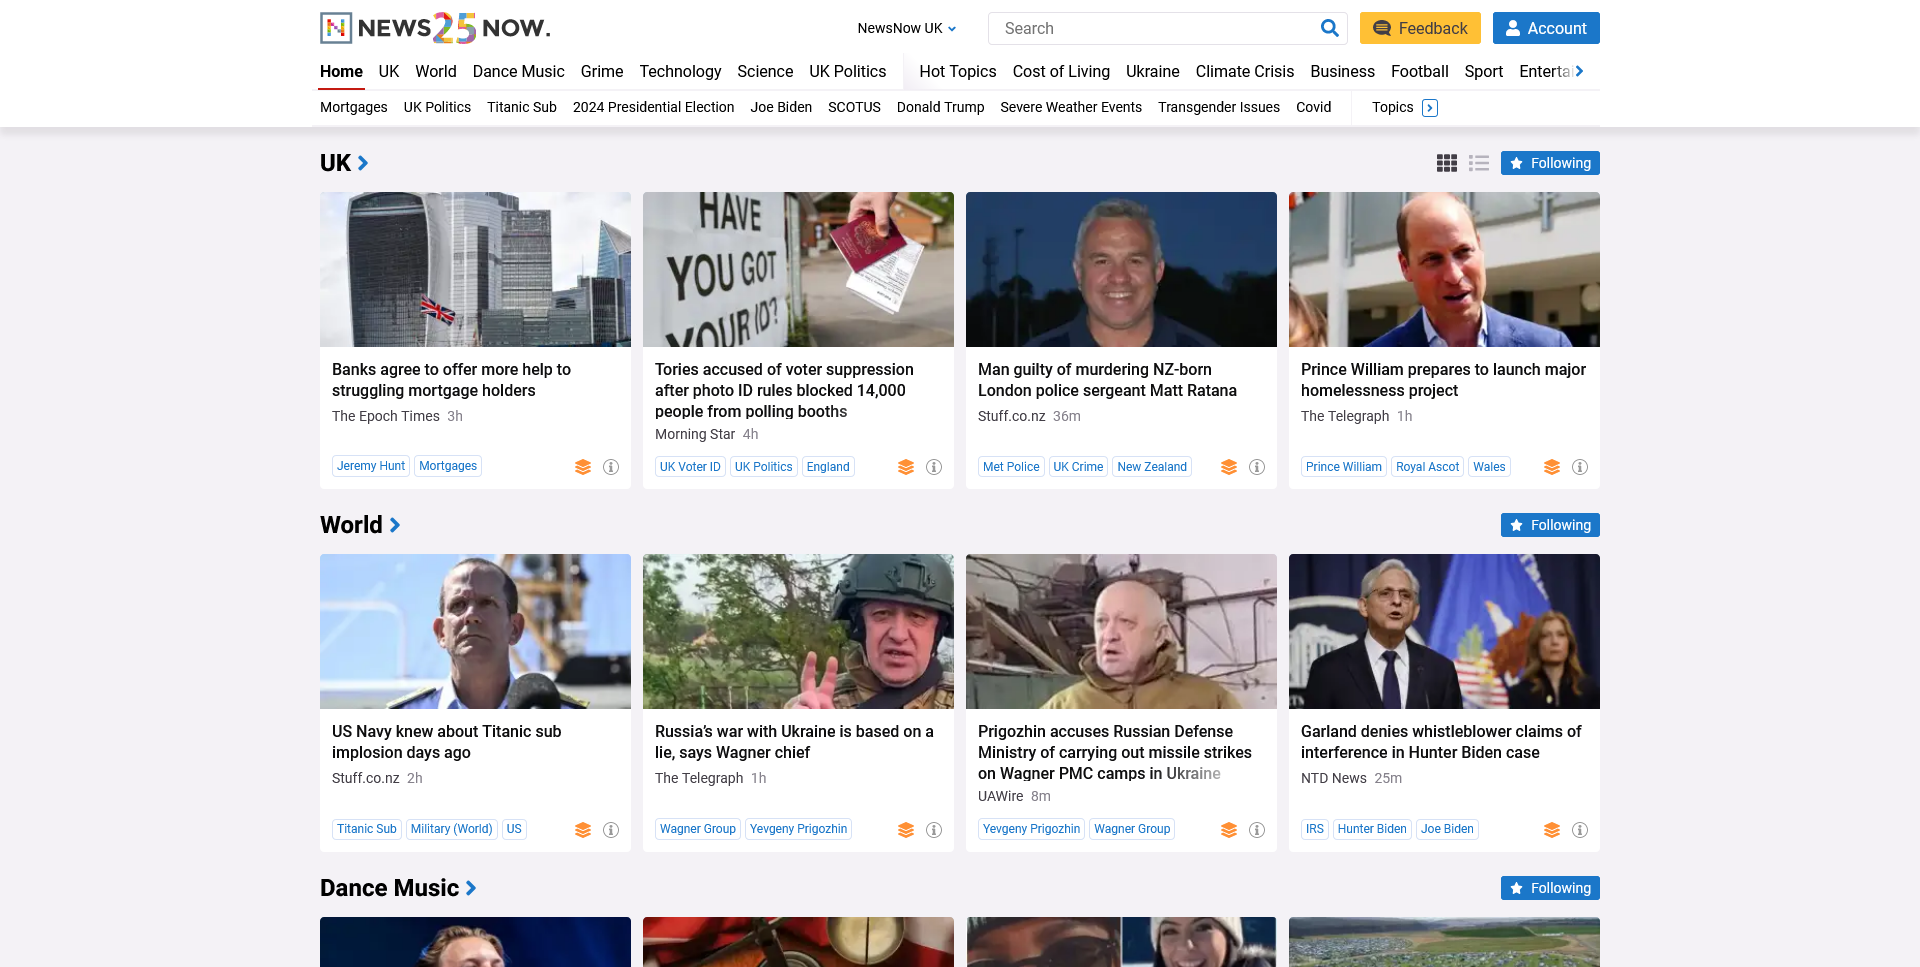 NEWS 25 NOW.
NewsNow UK
Search
Feedback
Account
Home UK World Dance Music Grime Technology Science UK Politics Hot Topics Cost of Living Ukraine Climate Crisis Business Football Sport Enterta
Mortgages UK Politics Titanic Sub 2024 Presidential Election Joe Biden SCOTUS Donald Trump Severe Weather Events Transgender Issues Covid Topics
UK
Following
HAVE
YOU GOT
YOUR ID?
Banks agree to offer more help to
struggling mortgage holders
The Epoch Times 3h
Jeremy Hunt Mortgages
Tories accused of voter suppression
after photo ID rules blocked 14,000
people from polling booths
Morning Star 4h
UK Voter ID UK Politics England
Man guilty of murdering NZ-born
London police sergeant Matt Ratana
Stuff.co.nz 36m
Met Police UK Crime New Zealand
Prince William prepares to launch major
homelessness project
The Telegraph 1h
Prince William Royal Ascot Wales
World
Following
US Navy knew about Titanic sub
implosion days ago
Stuff.co.nz 2h
Titanic Sub Military (World) US
Russia’s war with Ukraine is based on a
lie, says Wagner chief
The Telegraph 1h
Wagner Group Yevgeny Prigozhin
Prigozhin accuses Russian Defense
Ministry of carrying out missile strikes
on Wagner PMC camps in Ukraine
UAWire 8m
Yevgeny Prigozhin Wagner Group
Garland denies whistleblower claims of
interference in Hunter Biden case
NTD News 25m
IRS Hunter Biden Joe Biden
Dance Music
Following